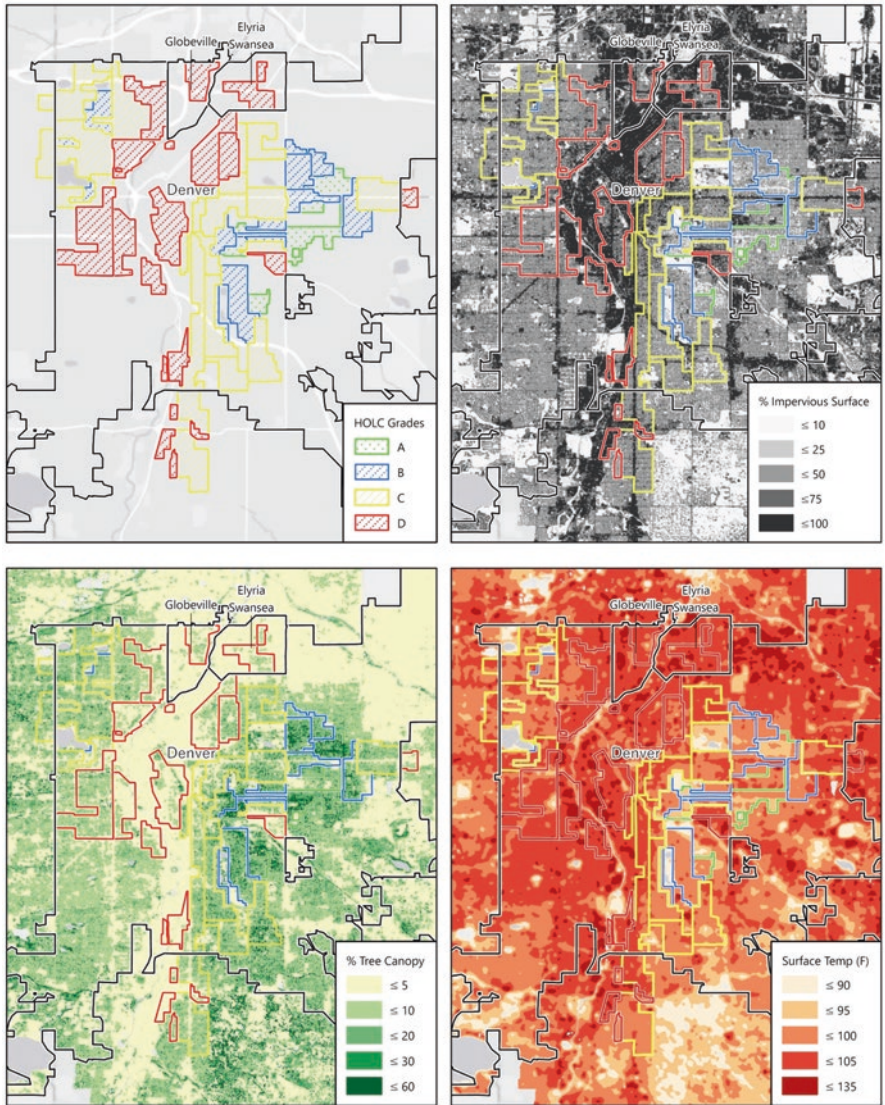 Elyria
Globeville Swansea
Denver
HOLC Grades
A
B
C
D
Elyria
Globeville Swansea
Denver
% Impervious Surface
≤ 10
≤ 25
≤ 50
≤75
≤100
Elyria
Globeville Swansea
Denver
% Tree Canopy
≤ 5
≤ 10
≤ 20
≤ 30
≤ 60
Elyria
Globeville Swansea
Denver
Surface Temp (F)
≤ 90
≤ 95
≤ 100
≤ 105
≤ 135